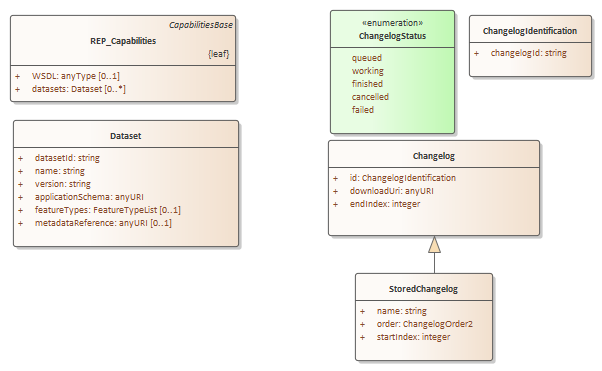 CapabilitiesBase
REP_Capabilities
{leaf}
+ WSDL: anyType [0..1]
+ datasets: Dataset [0..*]
«enumeration»
ChangelogStatus
queued
working
finished
cancelled
failed
ChangelogIdentification
+ changelogId: string
Dataset
+ datasetId: string
+ name: string
+ version: string
+ applicationSchema: anyURI
+ featureTypes: FeatureTypeList [0..1]
+ metadataReference: anyURI [0..1]
Changelog
+ id: ChangelogIdentification
+ downloadUri: anyURI
+ endIndex: integer
StoredChangelog
+ name: string
+ order: ChangelogOrder2
+ startIndex: integer